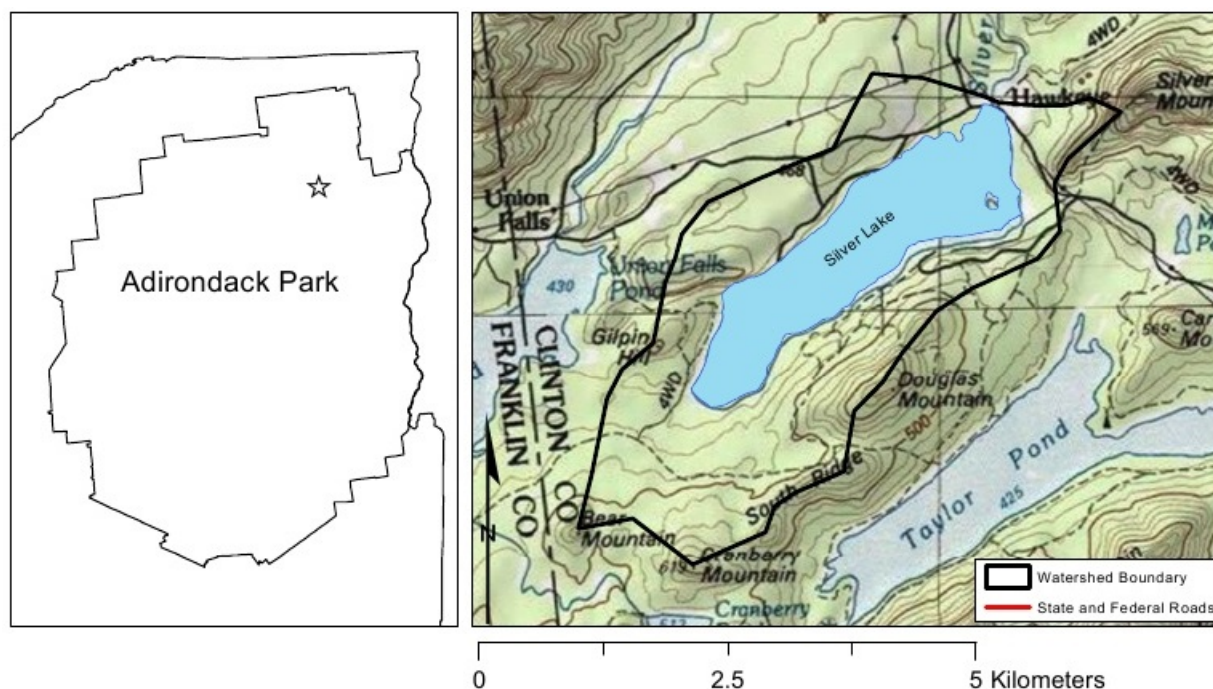 Adirondack Park
Silver
4WD
Hawkeye
Silver
468
4WD
Union
Falls
Silver Lake
Union Falls
Pond
430
Gilpin
Hill
4WD
CLINTON CO
FRANKLIN CO
569
Douglas
Mountain
500
South Ridge
Taylor Pond
425
Bear
Mountain
N
619
Cranberry
Mountain
Cranberry
Watershed Boundary
State and Federal Roads
0 2.5 5 Kilometers